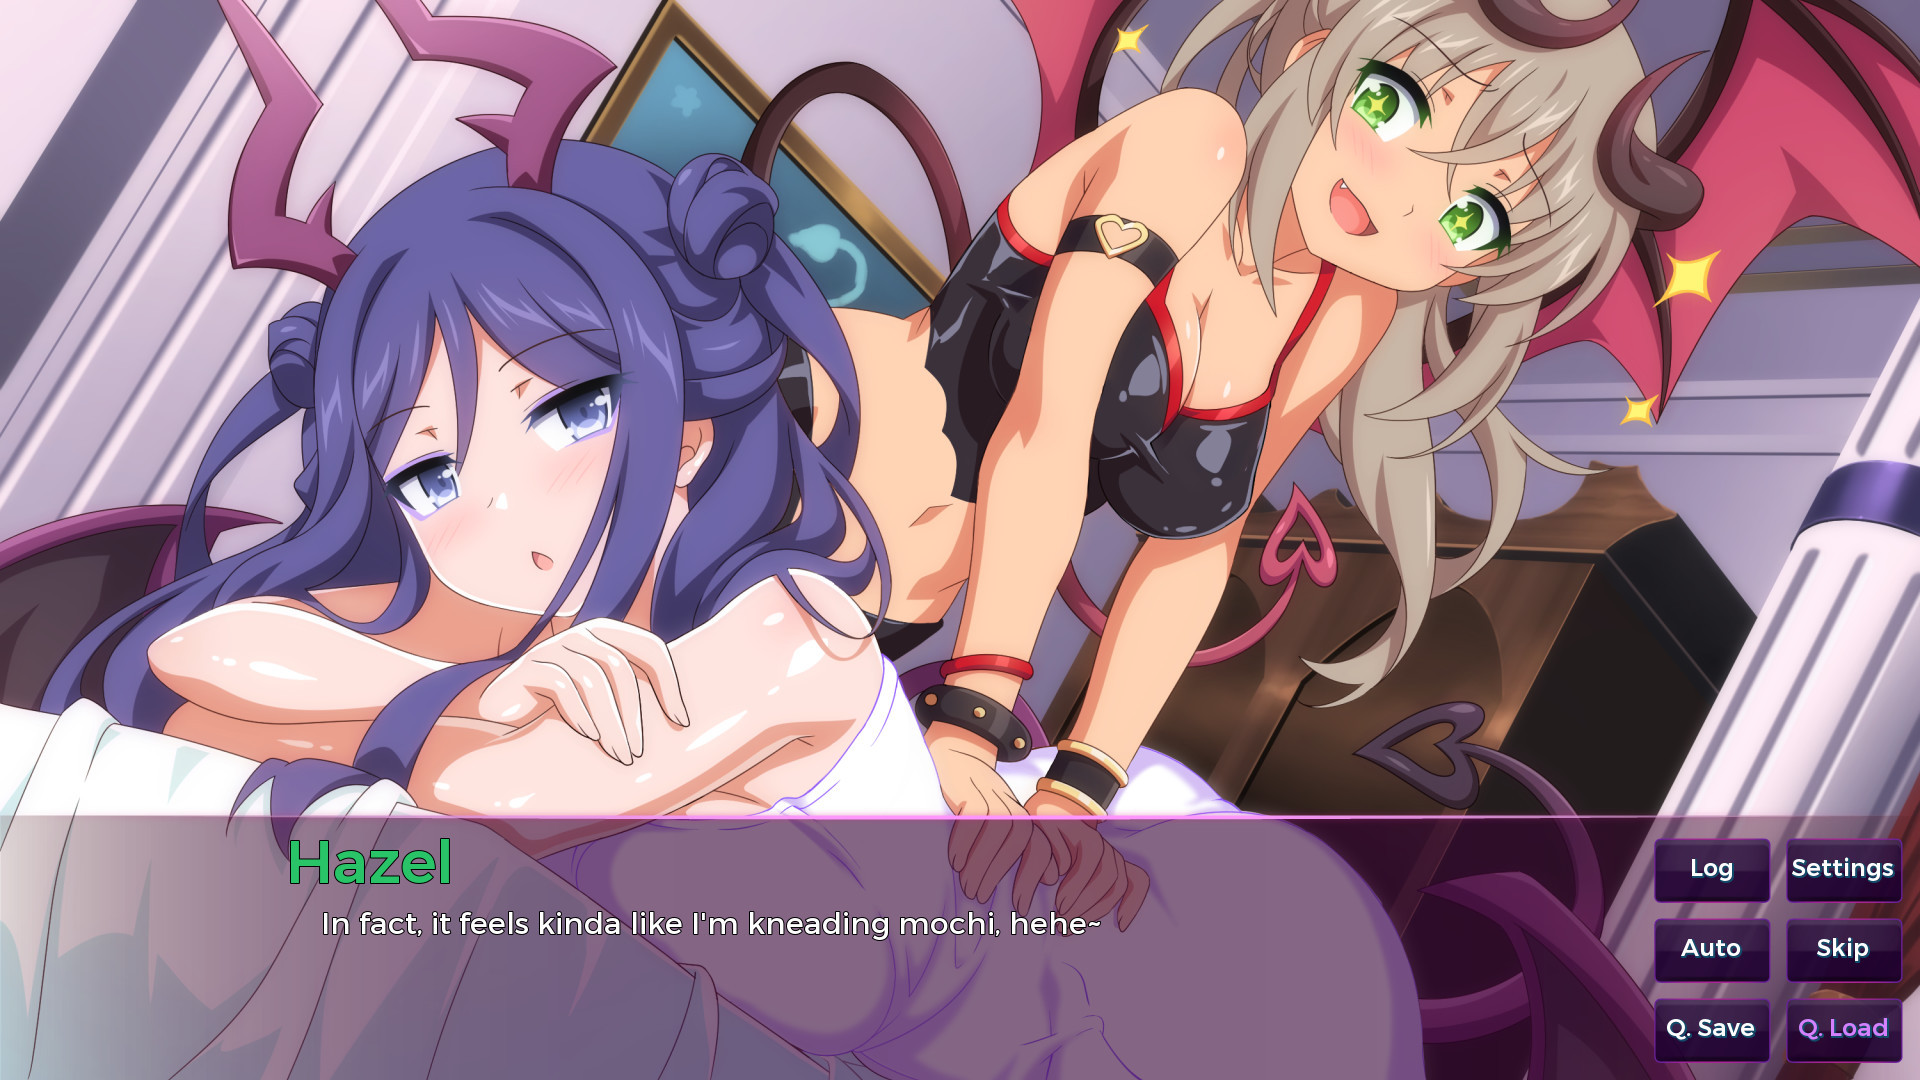 Hazel
In fact, it feels kinda like I'm kneading mochi, hehe~
Log
Settings
Auto
Skip
Q. Save
Q. Load